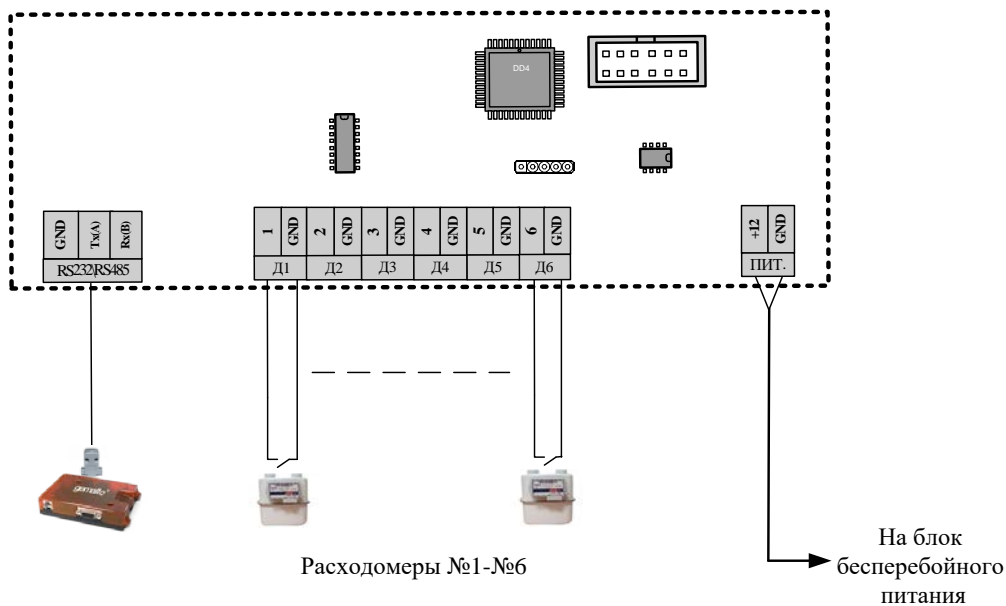 DD4
GND Tx(A) Rx(B)
RS232\RS485
1 GND 2 GND 3 GND 4 GND 5 GND 6 GND
Д1 Д2 Д3 Д4 Д5 Д6
+12 GND
ПИТ.
gemalto
Расходомеры №1-№6
На блок
бесперебойного
питания